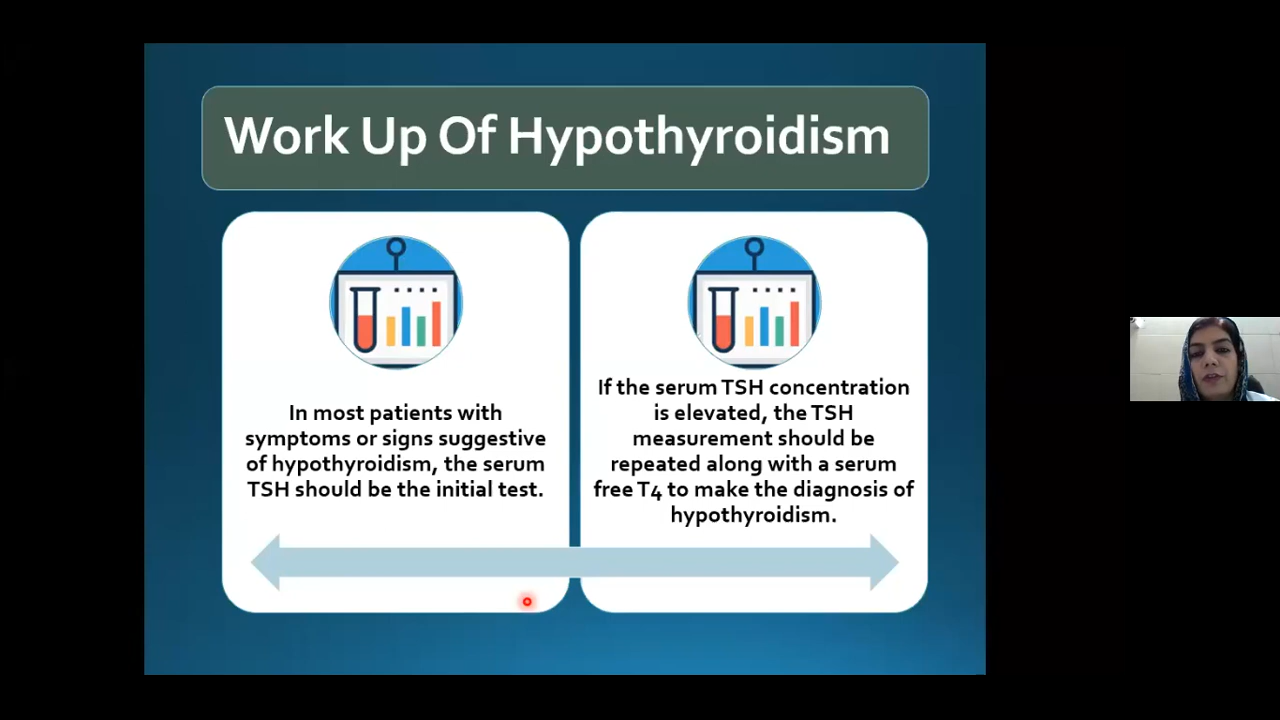 Work Up Of Hypothyroidism
In most patients with
symptoms or signs suggestive
of hypothyroidism, the serum
TSH should be the initial test.
If the serum TSH concentration
is elevated, the TSH
measurement should be
repeated along with a serum
free T4 to make the diagnosis of
hypothyroidism.